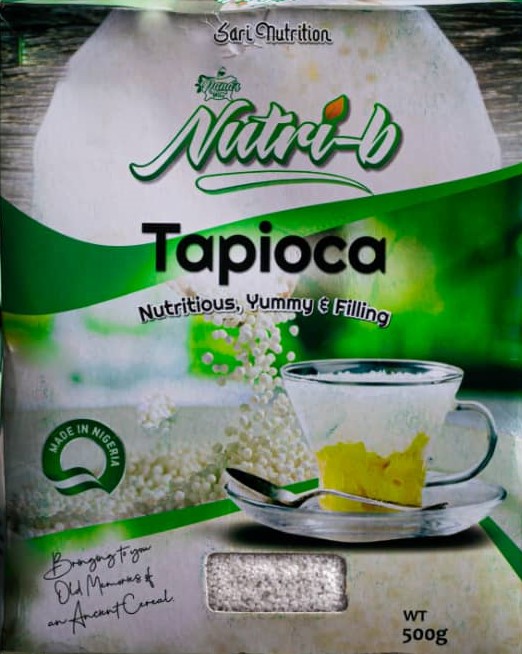 Sari Nutrition
Nutri-b
Tapioca
Nutritious, Yummy & Filling
MADE IN NIGERIA
Bringing to you
Old Memories &
an Ancient Cereal.
WT
500g